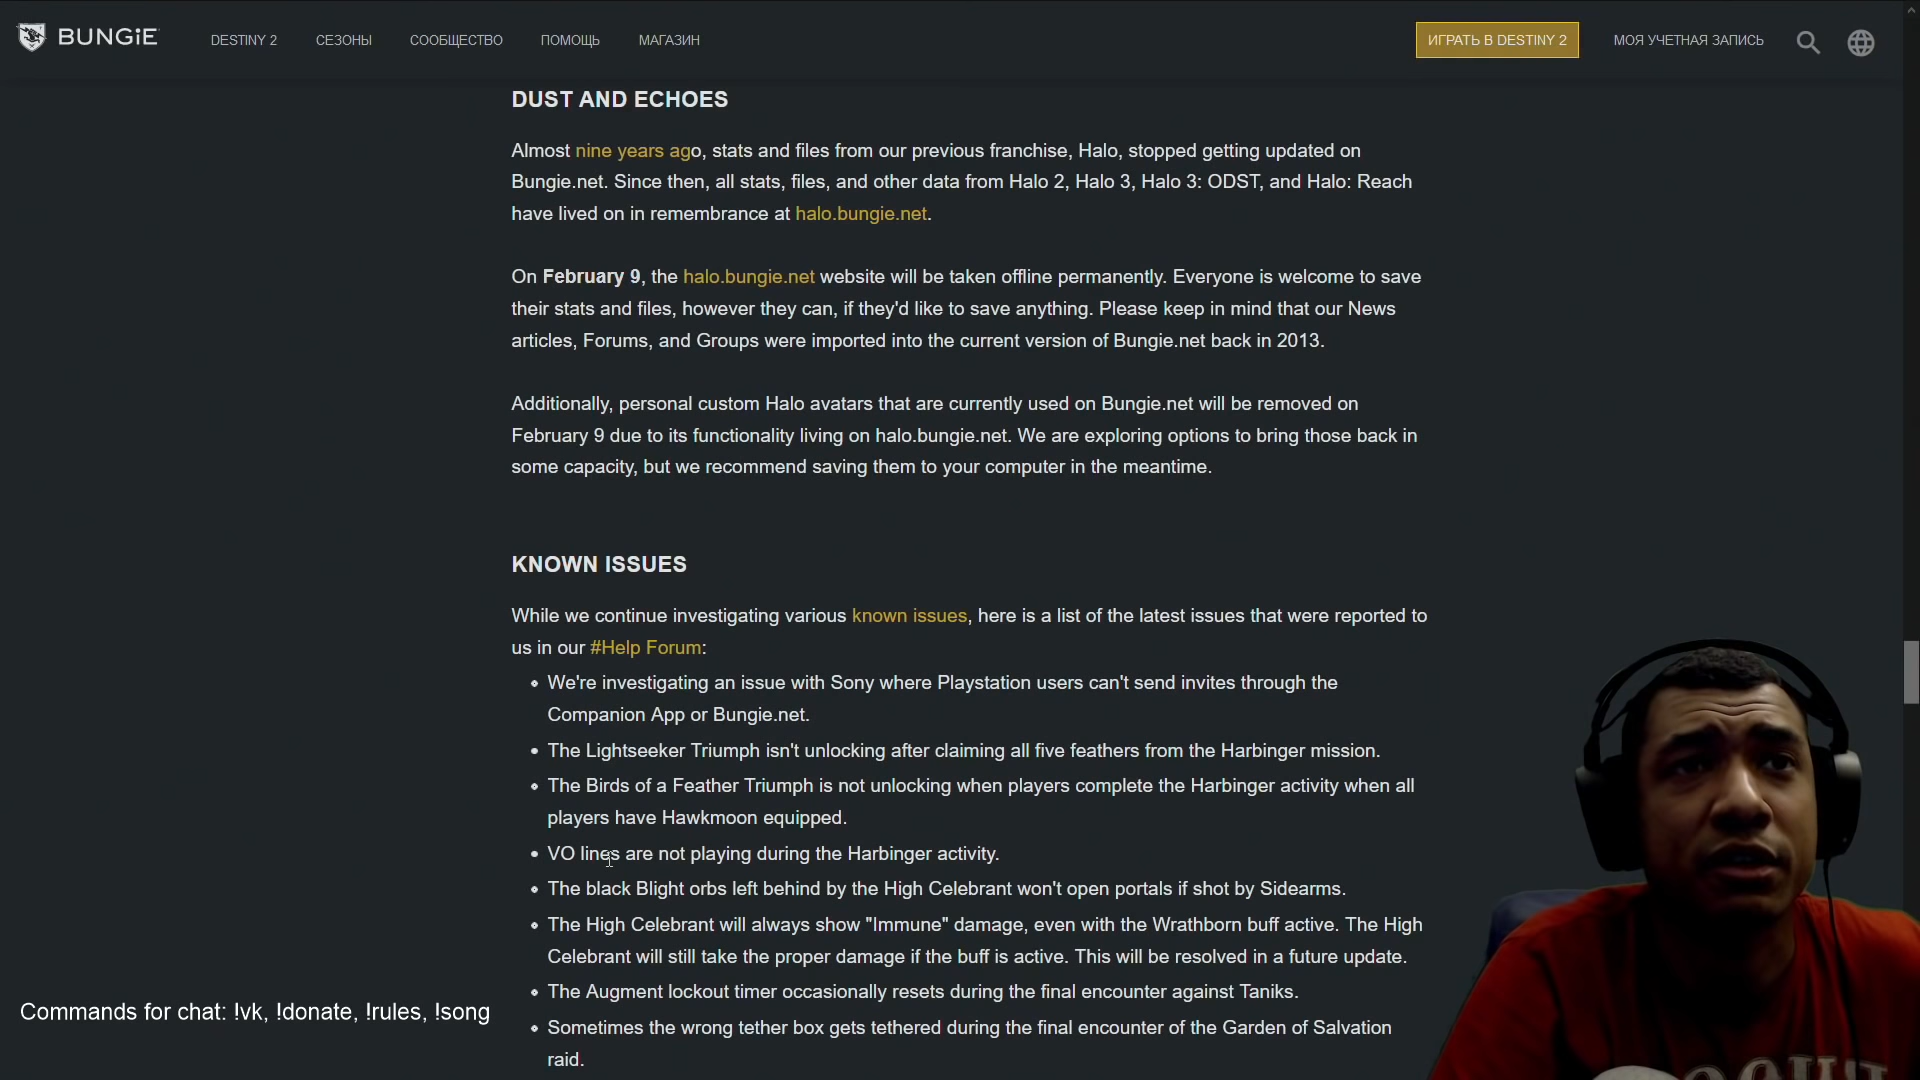 BUNGiE
DESTINY 2
СЕЗОНЫ
СООБЩЕСТВО
ПОМОЩЬ
МАГАЗИН
ИГРАТЬ В DESTINY 2
МОЯ УЧЕТНАЯ ЗАПИСЬ
DUST AND ECHOES
Almost nine years ago, stats and files from our previous franchise, Halo, stopped getting updated on
Bungie.net. Since then, all stats, files, and other data from Halo 2, Halo 3, Halo 3: ODST, and Halo: Reach
have lived on in remembrance at halo.bungie.net.
On February 9, the halo.bungie.net website will be taken offline permanently. Everyone is welcome to save
their stats and files, however they can, if they'd like to save anything. Please keep in mind that our News
articles, Forums, and Groups were imported into the current version of Bungie.net back in 2013.
Additionally, personal custom Halo avatars that are currently used on Bungie.net will be removed on
February 9 due to its functionality living on halo.bungie.net. We are exploring options to bring those back in
some capacity, but we recommend saving them to your computer in the meantime.
KNOWN ISSUES
While we continue investigating various known issues, here is a list of the latest issues that were reported to
us in our #Help Forum:
• We're investigating an issue with Sony where Playstation users can't send invites through the
Companion App or Bungie.net.
• The Lightseeker Triumph isn't unlocking after claiming all five feathers from the Harbinger mission.
• The Birds of a Feather Triumph is not unlocking when players complete the Harbinger activity when all
players have Hawkmoon equipped.
• VO lines are not playing during the Harbinger activity.
• The black Blight orbs left behind by the High Celebrant won't open portals if shot by Sidearms.
• The High Celebrant will always show "Immune" damage, even with the Wrathborn buff active. The High
Celebrant will still take the proper damage if the buff is active. This will be resolved in a future update.
• The Augment lockout timer occasionally resets during the final encounter against Taniks.
• Sometimes the wrong tether box gets tethered during the final encounter of the Garden of Salvation
raid.
Commands for chat: !vk, !donate, !rules, !song